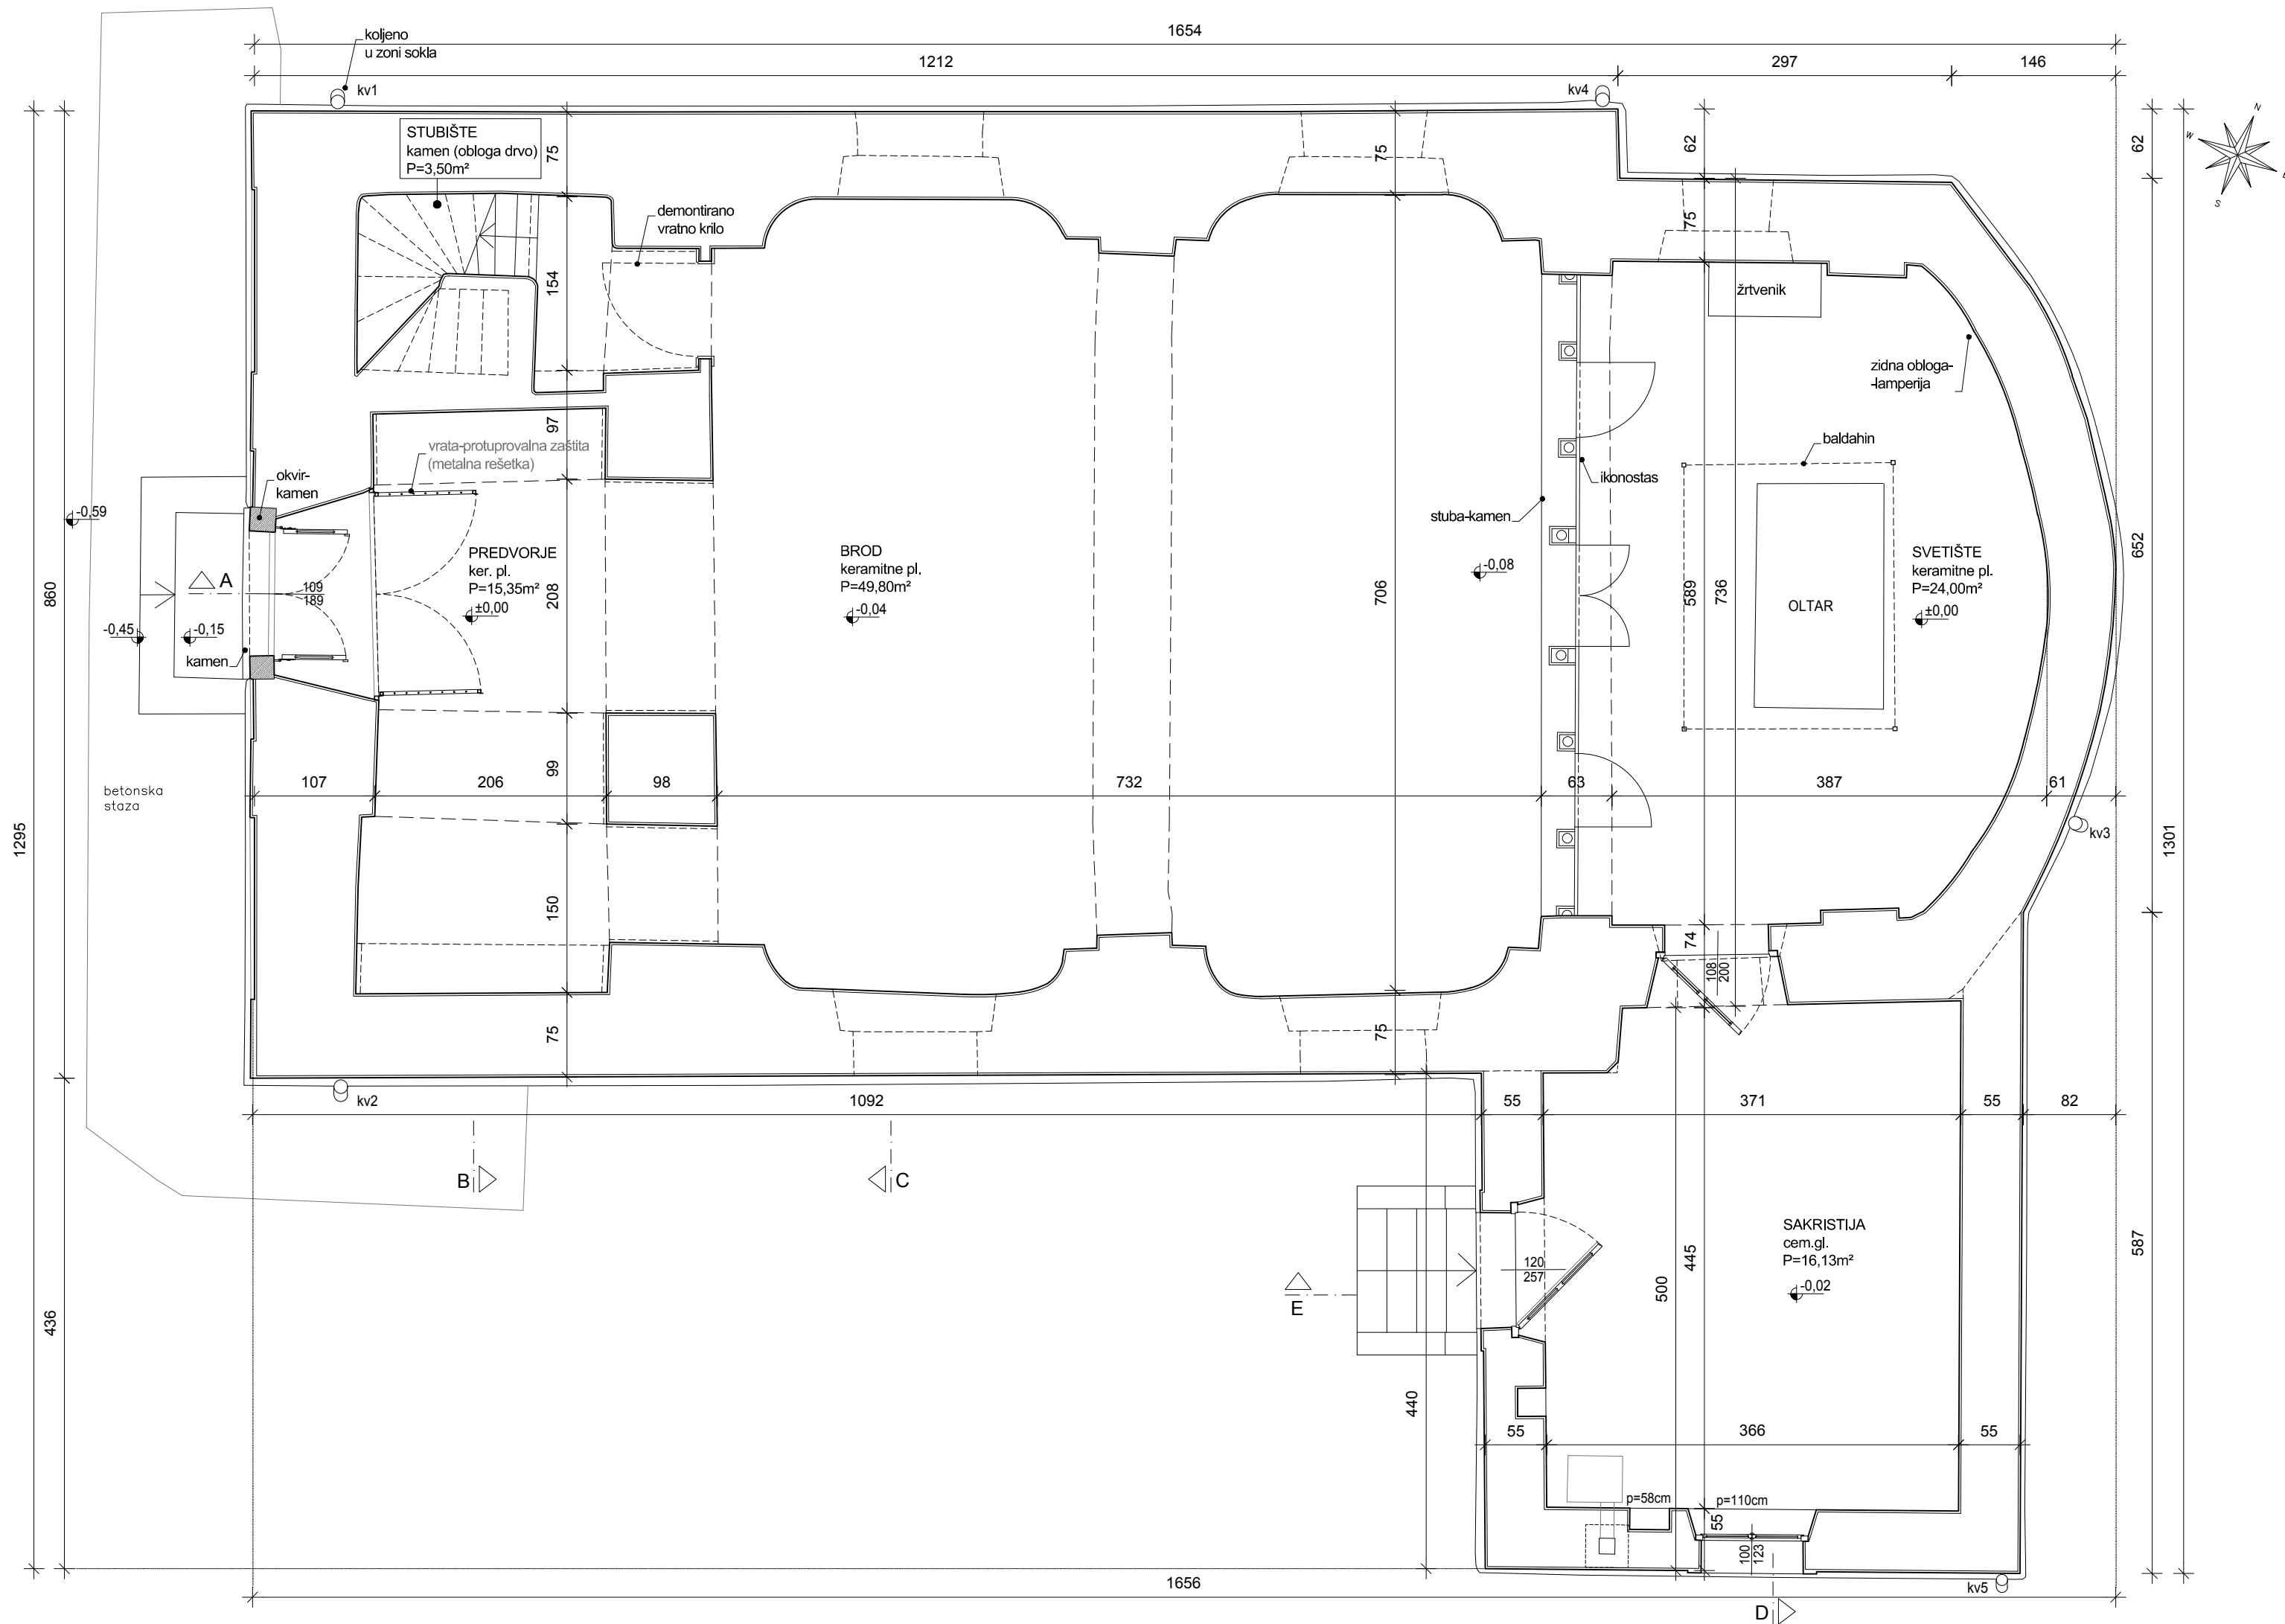 1654
1212
297
146
koljeno
u zoni sokla
kv1
kv4
STUBIŠTE
kamen (obloga drvo)
P=3,50m²
75
75
62
62
N
W
E
S
demontirano
vratno krilo
75
154
žrtvenik
zidna obloga-
-lamperija
97
vrata-protuprovalna zaštita
(metalna rešetka)
baldahin
okvir-
kamen
ikonostas
stuba-kamen
-0,59
PREDVORJE
ker. pl.
P=15,35m²
±0,00
BROD
keramitne pl.
P=49,80m²
-0,04
-0,08
SVETIŠTE
keramitne pl.
P=24,00m²
±0,00
A
109
189
860
208
706
589
736
652
OLTAR
-0,45
-0,15
kamen
betonska
staza
107
206
98
99
732
63
387
61
1295
1301
kv3
150
74
108
200
75
75
kv2
1092
55
371
55
82
B
C
SAKRISTIJA
cem.gl.
P=16,13m²
-0,02
120
257
E
436
500
445
587
440
55
366
55
p=58cm
p=110cm
55
100
123
1656
kv5
D